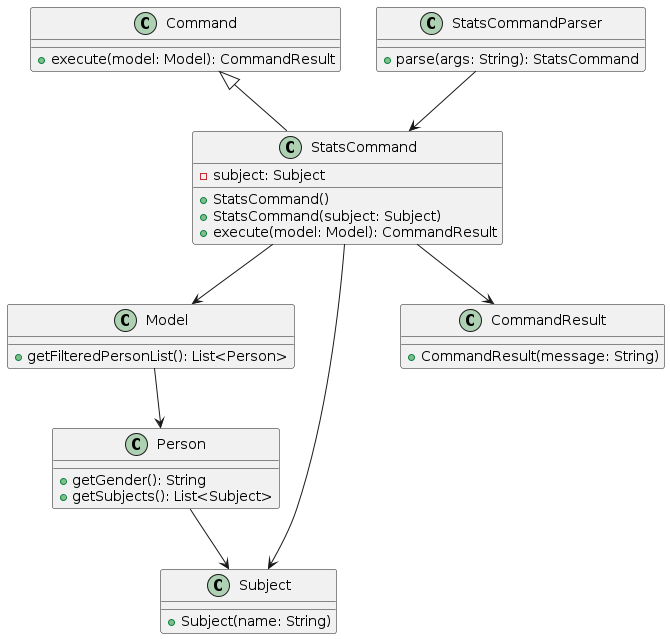 C Command
+ execute(model: Model): CommandResult
C StatsCommandParser
parse(args: String): StatsCommand
C StatsCommand
subject: Subject
StatsCommand()
StatsCommand(subject: Subject)
execute(model: Model): CommandResult
C Model
getFilteredPersonList(): List<Person>
C CommandResult
CommandResult(message: String)
C Person
getGender(): String
getSubjects(): List<Subject>
C Subject
Subject(name: String)